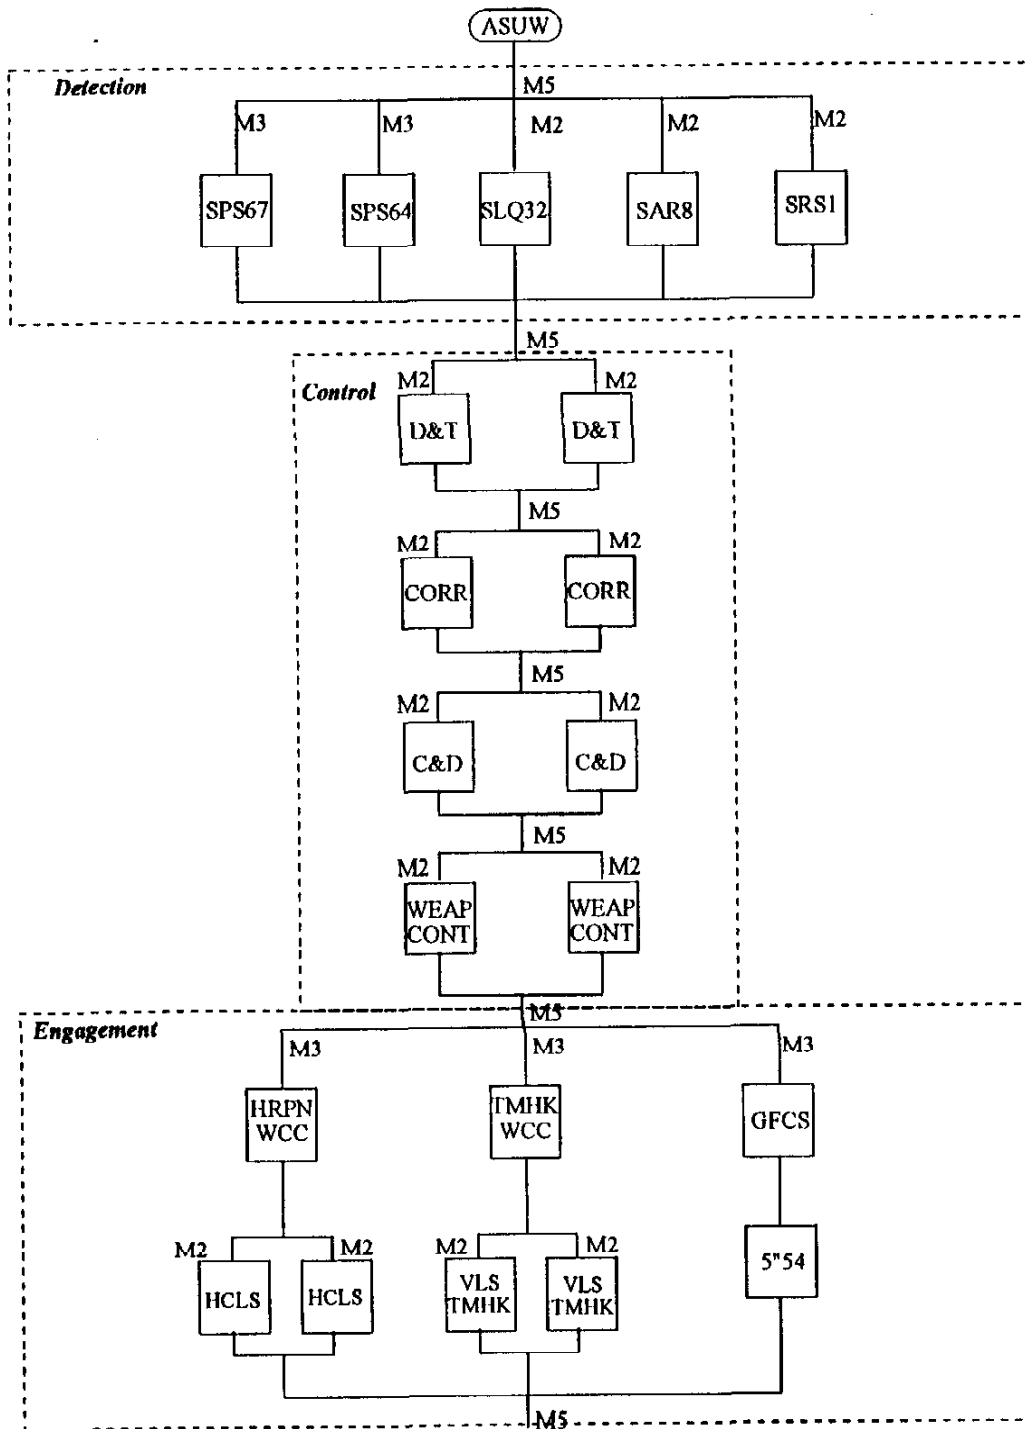 ASUW
Detection
M5
M3
M3
M2
M2
M2
SPS67
SPS64
SLQ32
SAR8
SRS1
M5
Control
M2
M2
D&T
D&T
M5
M2
M2
CORR
CORR
M5
M2
M2
C&D
C&D
M5
M2
M2
WEAP
CONT
WEAP
CONT
M5
Engagement
M3
M3
M3
HRPN
WCC
TMHK
WCC
GFCS
M2
M2
M2
M2
HCLS
HCLS
VLS
TMHK
VLS
TMHK
5"54
M5